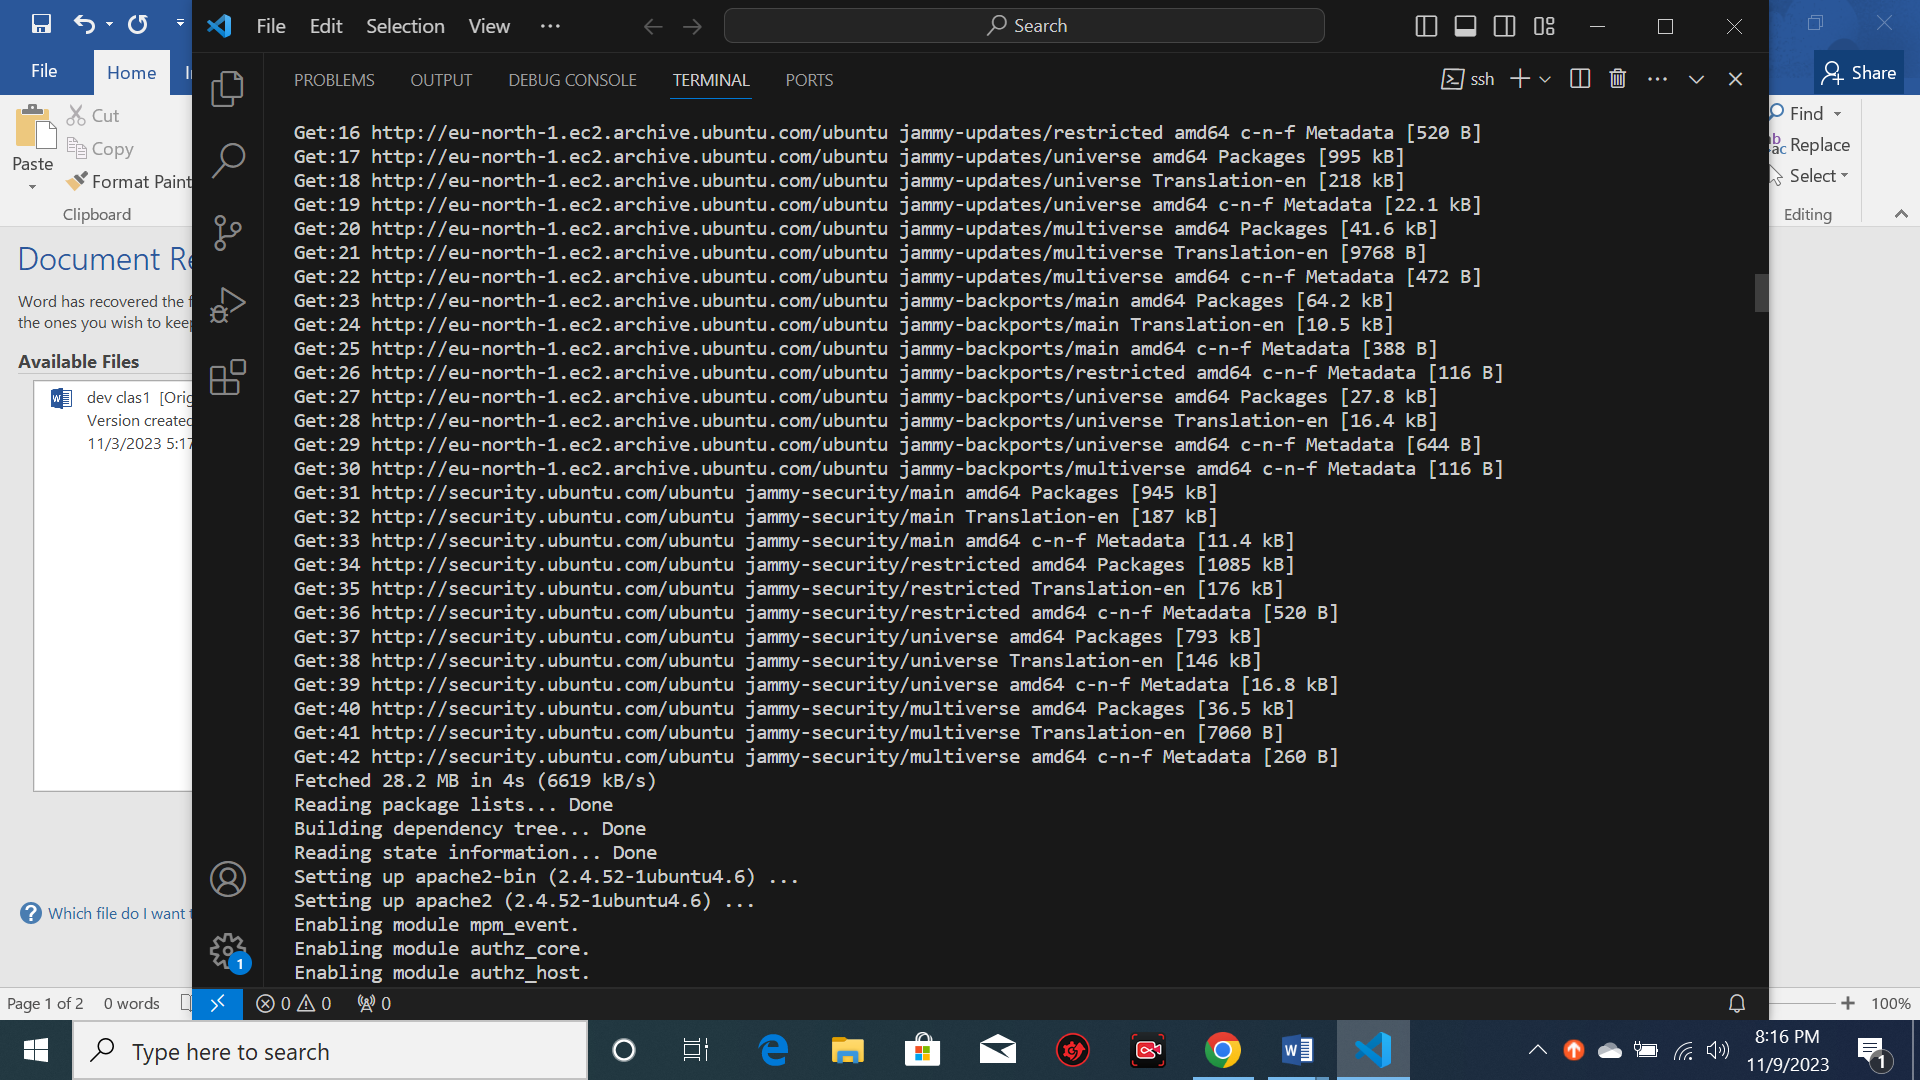 File Edit Selection View ··· Search
File Home
Share
Paste
Cut
Copy
Format Paint
Clipboard
Find
Replace
Select
Editing
PROBLEMS OUTPUT DEBUG CONSOLE TERMINAL PORTS ssh
Get:16 http://eu-north-1.ec2.archive.ubuntu.com/ubuntu jammy-updates/restricted amd64 c-n-f Metadata [520 B]
Get:17 http://eu-north-1.ec2.archive.ubuntu.com/ubuntu jammy-updates/universe amd64 Packages [995 kB]
Get:18 http://eu-north-1.ec2.archive.ubuntu.com/ubuntu jammy-updates/universe Translation-en [218 kB]
Get:19 http://eu-north-1.ec2.archive.ubuntu.com/ubuntu jammy-updates/universe amd64 c-n-f Metadata [22.1 kB]
Get:20 http://eu-north-1.ec2.archive.ubuntu.com/ubuntu jammy-updates/multiverse amd64 Packages [41.6 kB]
Get:21 http://eu-north-1.ec2.archive.ubuntu.com/ubuntu jammy-updates/multiverse Translation-en [9768 B]
Get:22 http://eu-north-1.ec2.archive.ubuntu.com/ubuntu jammy-updates/multiverse amd64 c-n-f Metadata [472 B]
Get:23 http://eu-north-1.ec2.archive.ubuntu.com/ubuntu jammy-backports/main amd64 Packages [64.2 kB]
Get:24 http://eu-north-1.ec2.archive.ubuntu.com/ubuntu jammy-backports/main Translation-en [10.5 kB]
Get:25 http://eu-north-1.ec2.archive.ubuntu.com/ubuntu jammy-backports/main amd64 c-n-f Metadata [388 B]
Get:26 http://eu-north-1.ec2.archive.ubuntu.com/ubuntu jammy-backports/restricted amd64 c-n-f Metadata [116 B]
Get:27 http://eu-north-1.ec2.archive.ubuntu.com/ubuntu jammy-backports/universe amd64 Packages [27.8 kB]
Get:28 http://eu-north-1.ec2.archive.ubuntu.com/ubuntu jammy-backports/universe Translation-en [16.4 kB]
Get:29 http://eu-north-1.ec2.archive.ubuntu.com/ubuntu jammy-backports/universe amd64 c-n-f Metadata [644 B]
Get:30 http://eu-north-1.ec2.archive.ubuntu.com/ubuntu jammy-backports/multiverse amd64 c-n-f Metadata [116 B]
Get:31 http://security.ubuntu.com/ubuntu jammy-security/main amd64 Packages [945 kB]
Get:32 http://security.ubuntu.com/ubuntu jammy-security/main Translation-en [187 kB]
Get:33 http://security.ubuntu.com/ubuntu jammy-security/main amd64 c-n-f Metadata [11.4 kB]
Get:34 http://security.ubuntu.com/ubuntu jammy-security/restricted amd64 Packages [1085 kB]
Get:35 http://security.ubuntu.com/ubuntu jammy-security/restricted Translation-en [176 kB]
Get:36 http://security.ubuntu.com/ubuntu jammy-security/restricted amd64 c-n-f Metadata [520 B]
Get:37 http://security.ubuntu.com/ubuntu jammy-security/universe amd64 Packages [793 kB]
Get:38 http://security.ubuntu.com/ubuntu jammy-security/universe Translation-en [146 kB]
Get:39 http://security.ubuntu.com/ubuntu jammy-security/universe amd64 c-n-f Metadata [16.8 kB]
Get:40 http://security.ubuntu.com/ubuntu jammy-security/multiverse amd64 Packages [36.5 kB]
Get:41 http://security.ubuntu.com/ubuntu jammy-security/multiverse Translation-en [7060 B]
Get:42 http://security.ubuntu.com/ubuntu jammy-security/multiverse amd64 c-n-f Metadata [260 B]
Fetched 28.2 MB in 4s (6619 kB/s)
Reading package lists... Done
Building dependency tree... Done
Reading state information... Done
Setting up apache2-bin (2.4.52-1ubuntu4.6) ...
Setting up apache2 (2.4.52-1ubuntu4.6) ...
Enabling module mpm_event.
Enabling module authz_core.
Enabling module authz_host.
Document Re
Word has recovered the f
the ones you wish to keep
Available Files
dev clas1 [Orig
Version created
11/3/2023 5:17
Which file do I want t
1
Page 1 of 2 0 words 0 0 0 100%
Type here to search
8:16 PM
11/9/2023
1